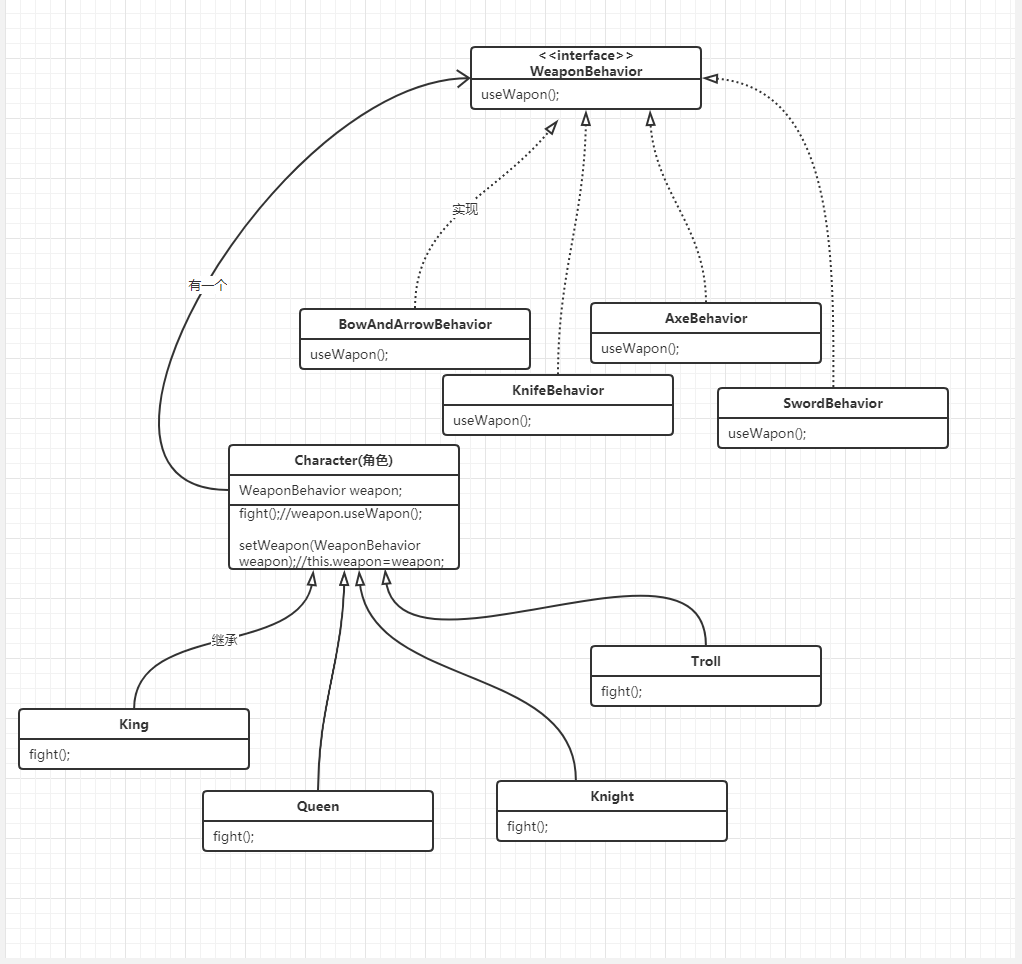 <<interface>>
WeaponBehavior
useWapon();
实现
有一个
BowAndArrowBehavior
useWapon();
AxeBehavior
useWapon();
KnifeBehavior
useWapon();
SwordBehavior
useWapon();
Character(角色)
WeaponBehavior weapon;
fight();//weapon.useWapon();
setWeapon(WeaponBehavior
weapon);//this.weapon=weapon;
继承
Troll
fight();
King
fight();
Queen
fight();
Knight
fight();